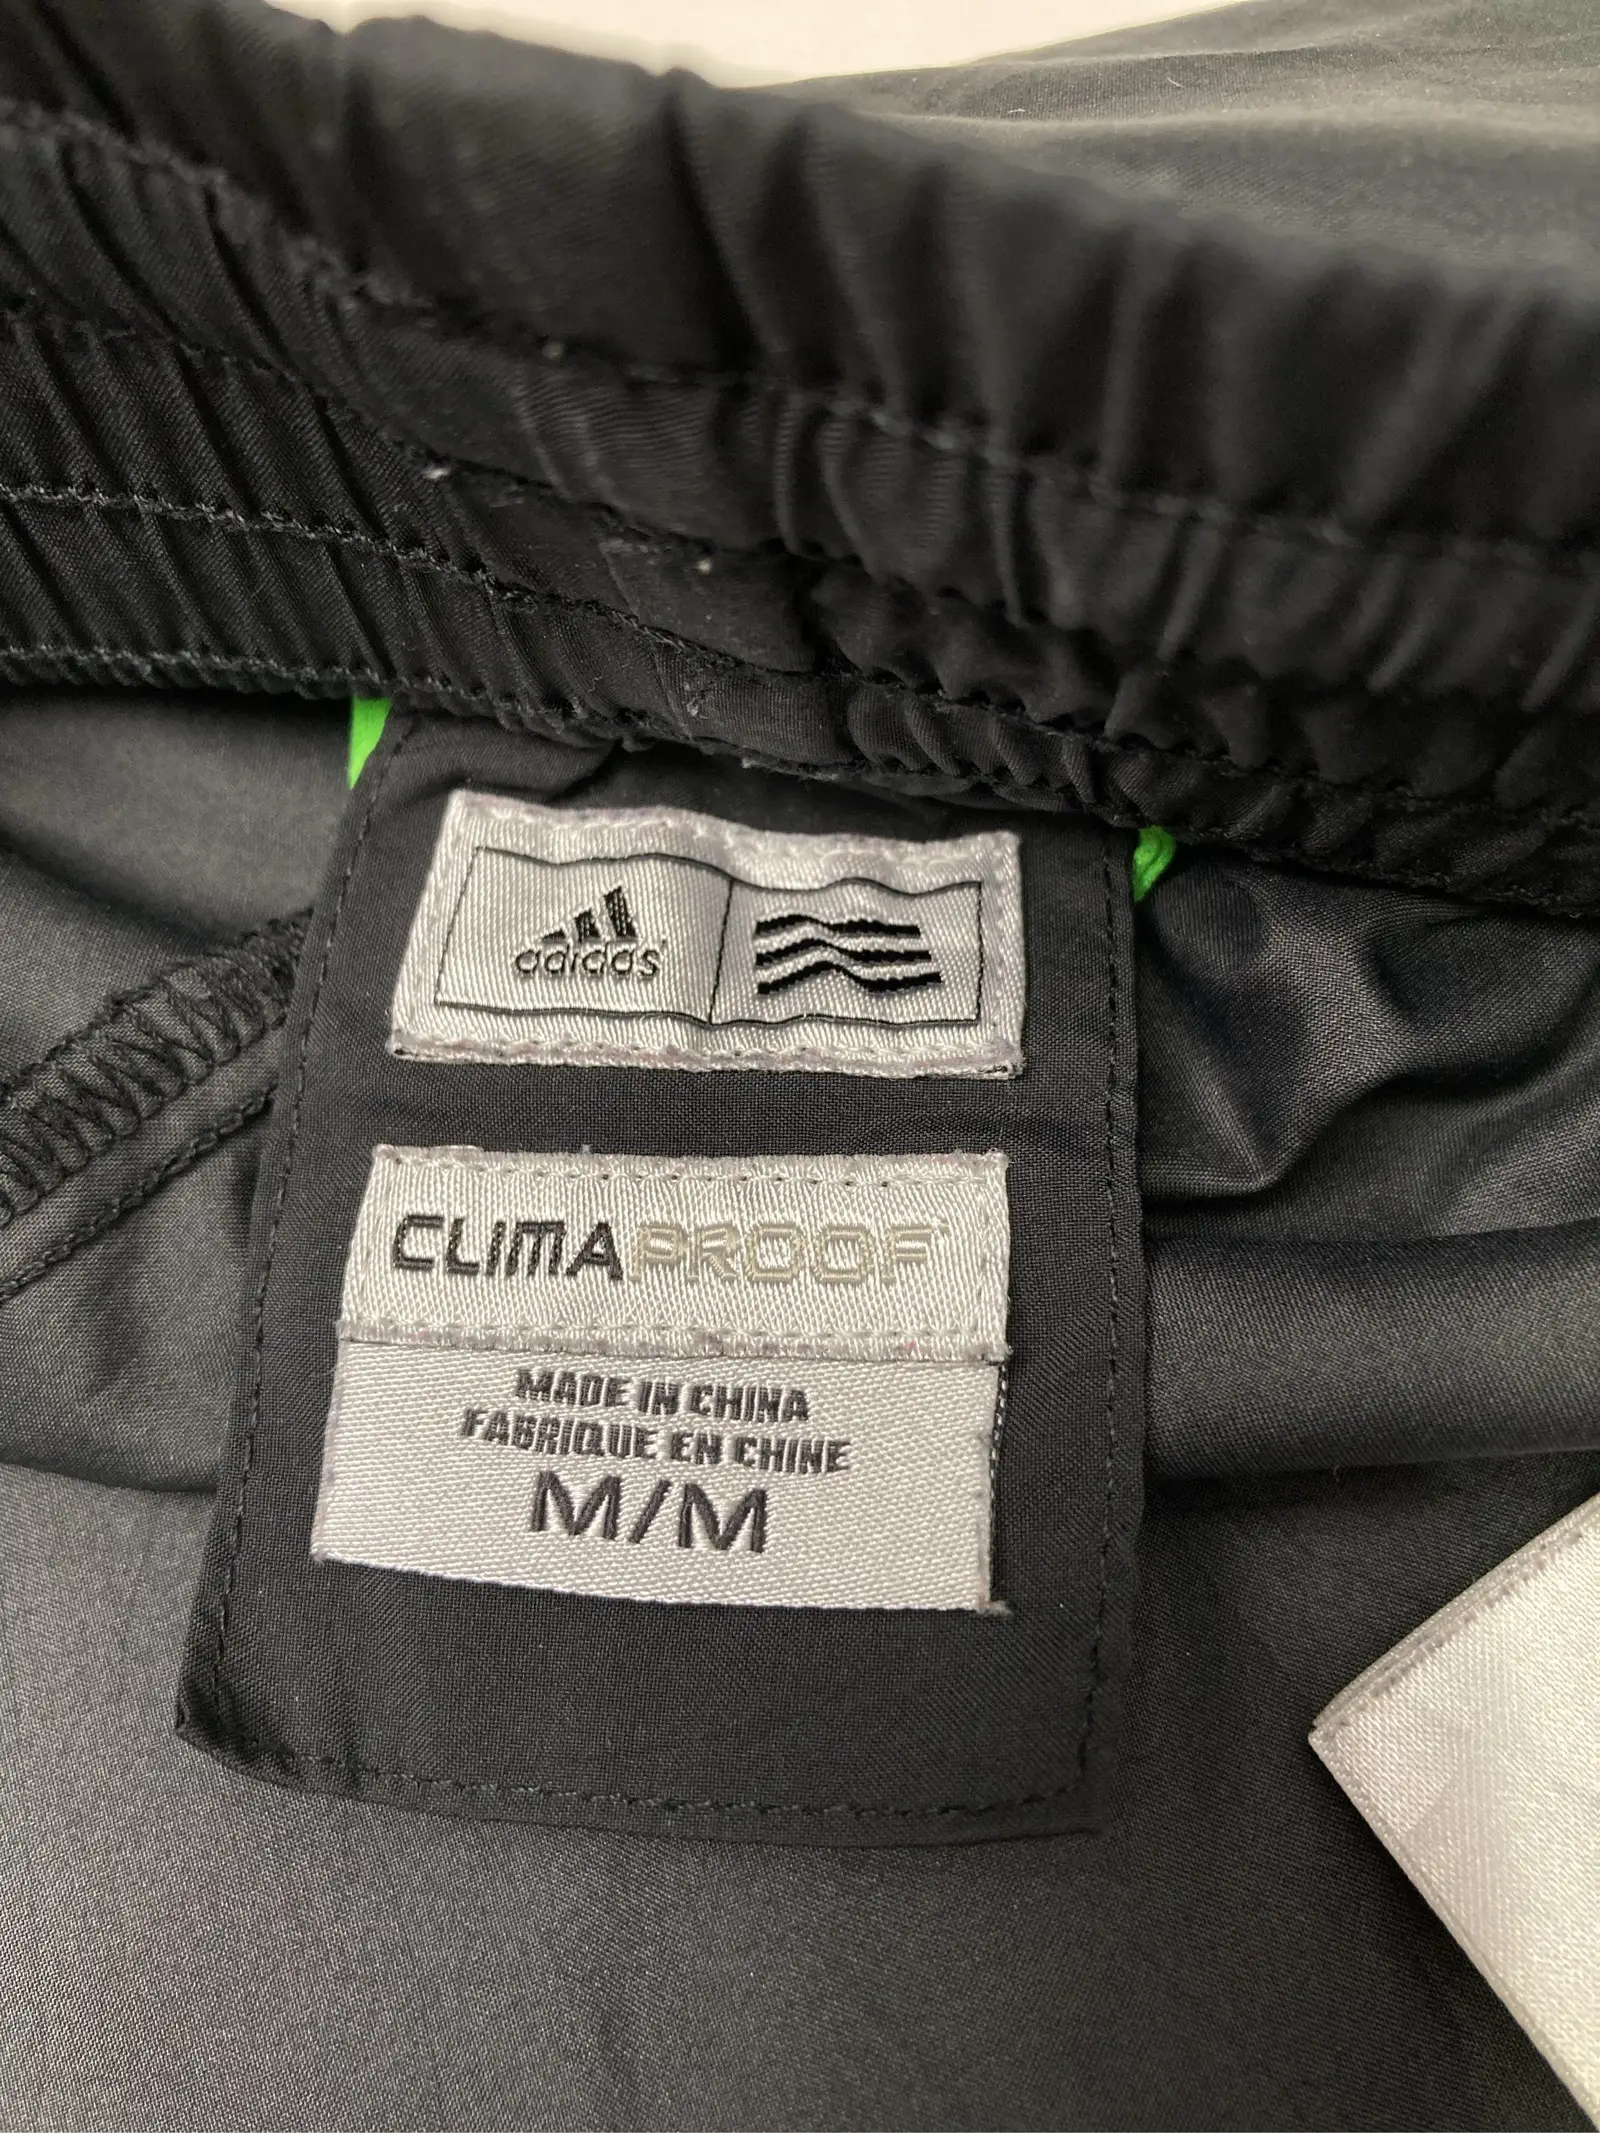 adidas
CLIMAPROOF
MADE IN CHINA
FABRIQUE EN CHINE
M/M